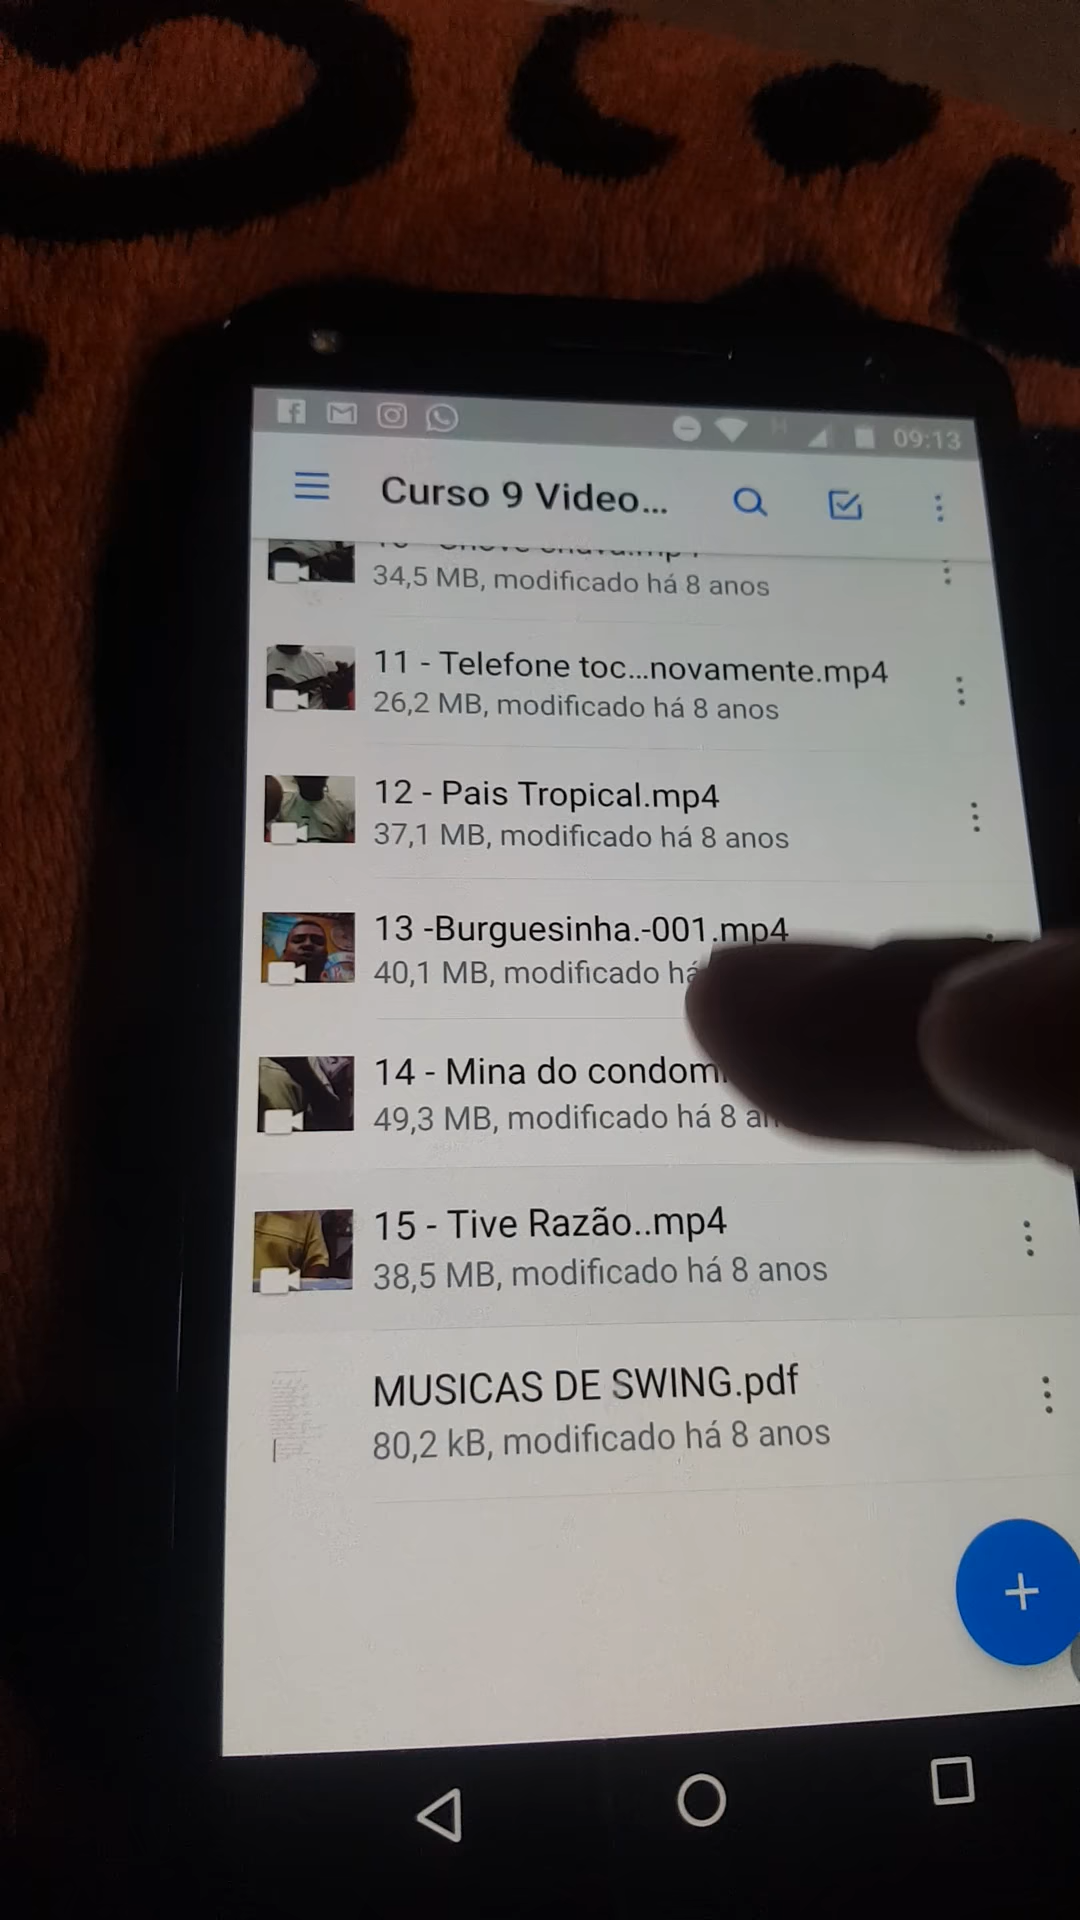 09:13
Curso 9 Video...
34,5 MB, modificado há 8 anos
11 - Telefone toc...novamente.mp4
26,2 MB, modificado há 8 anos
12 - Pais Tropical.mp4
37,1 MB, modificado há 8 anos
13 -Burguesinha.-001.mp4
40,1 MB, modificado há
14 - Mina do condom
49,3 MB, modificado há 8 an
15 - Tive Razão..mp4
38,5 MB, modificado há 8 anos
MUSICAS DE SWING.pdf
80,2 kB, modificado há 8 anos